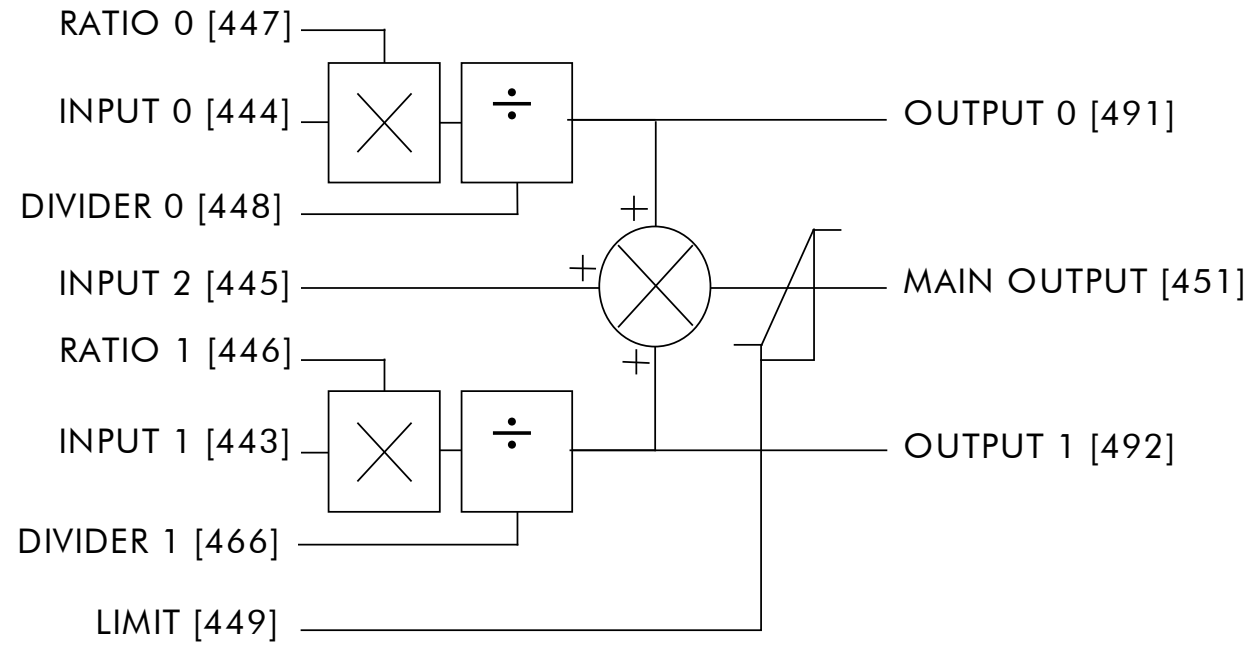 RATIO 0 [447]
INPUT 0 [444]
OUTPUT 0 [491]
DIVIDER 0 [448]
INPUT 2 [445]
MAIN OUTPUT [451]
RATIO 1 [446]
INPUT 1 [443]
OUTPUT 1 [492]
DIVIDER 1 [466]
LIMIT [449]